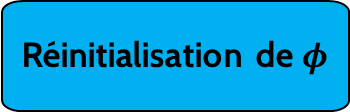 Réinitialisation de ϕ